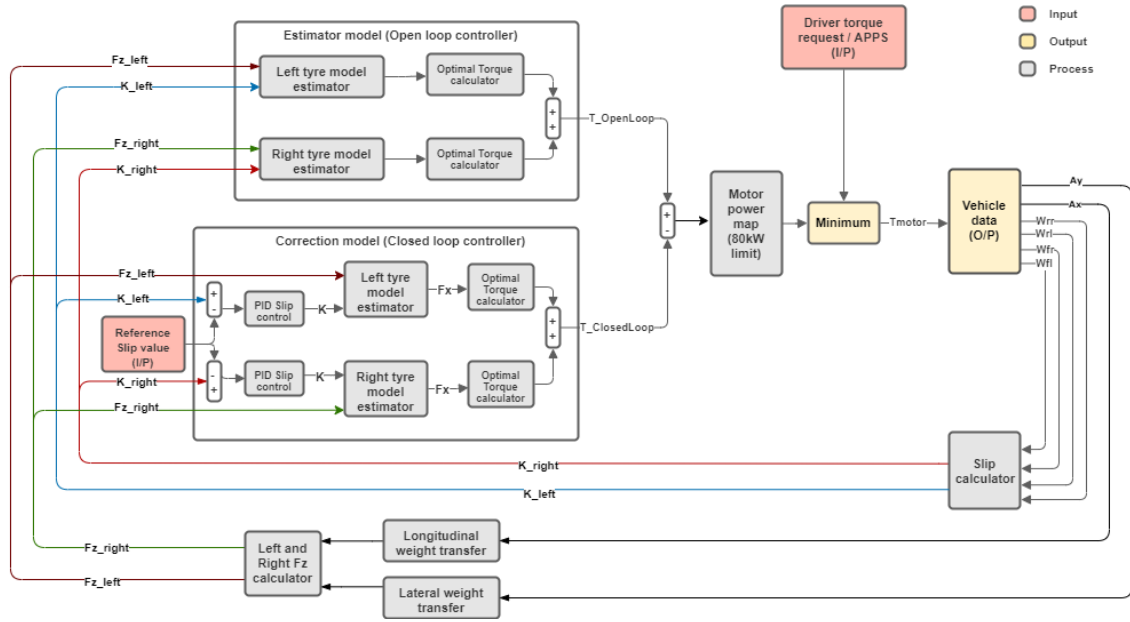 Driver torque
request / APPS
(I/P)
Input
Output
Process
Estimator model (Open loop controller)
Fz_left
K_left
Left tyre model
estimator
Optimal Torque
calculator
+
+
T_OpenLoop
Fz_right
K_right
Right tyre model
estimator
Optimal Torque
calculator
+
-
Motor
power
map
(80kW
limit)
Minimum
Tmotor
Vehicle
data
(O/P)
Ay
Ax
Wrr
Wrl
Wfr
Wfl
Correction model (Closed loop controller)
Fz_left
K_left
+
-
PID Slip
control
K
Left tyre
model
estimator
Fx
Optimal
Torque
calculator
+
+
T_ClosedLoop
Reference
Slip value
(I/P)
K_right
Fz_right
-
+
PID Slip
control
K
Right tyre
model
estimator
Fx
Optimal
Torque
calculator
K_right
K_left
Slip
calculator
Fz_right
Fz_left
Left and
Right Fz
calculator
Longitudinal
weight transfer
Lateral weight
transfer